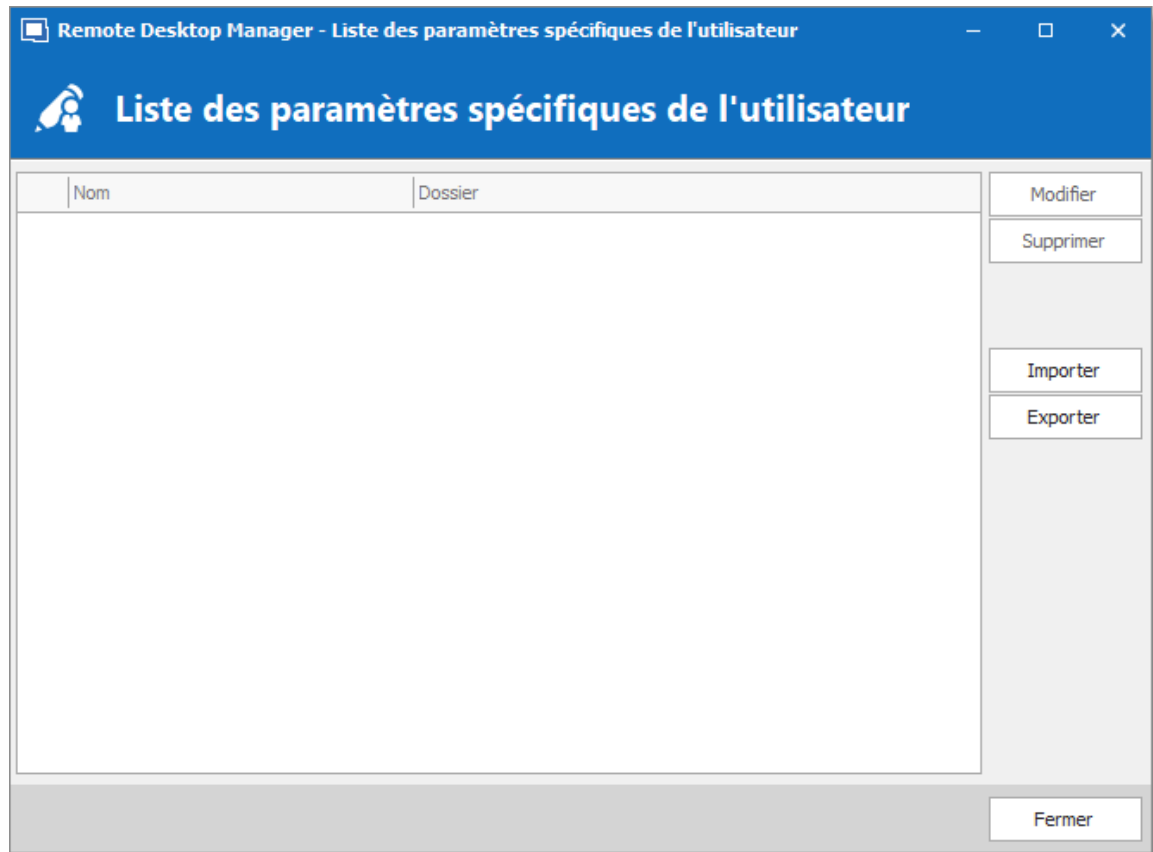 Remote Desktop Manager - Liste des paramètres spécifiques de l'utilisateur
Liste des paramètres spécifiques de l'utilisateur
Nom Dossier
Modifier
Supprimer
Importer
Exporter
Fermer